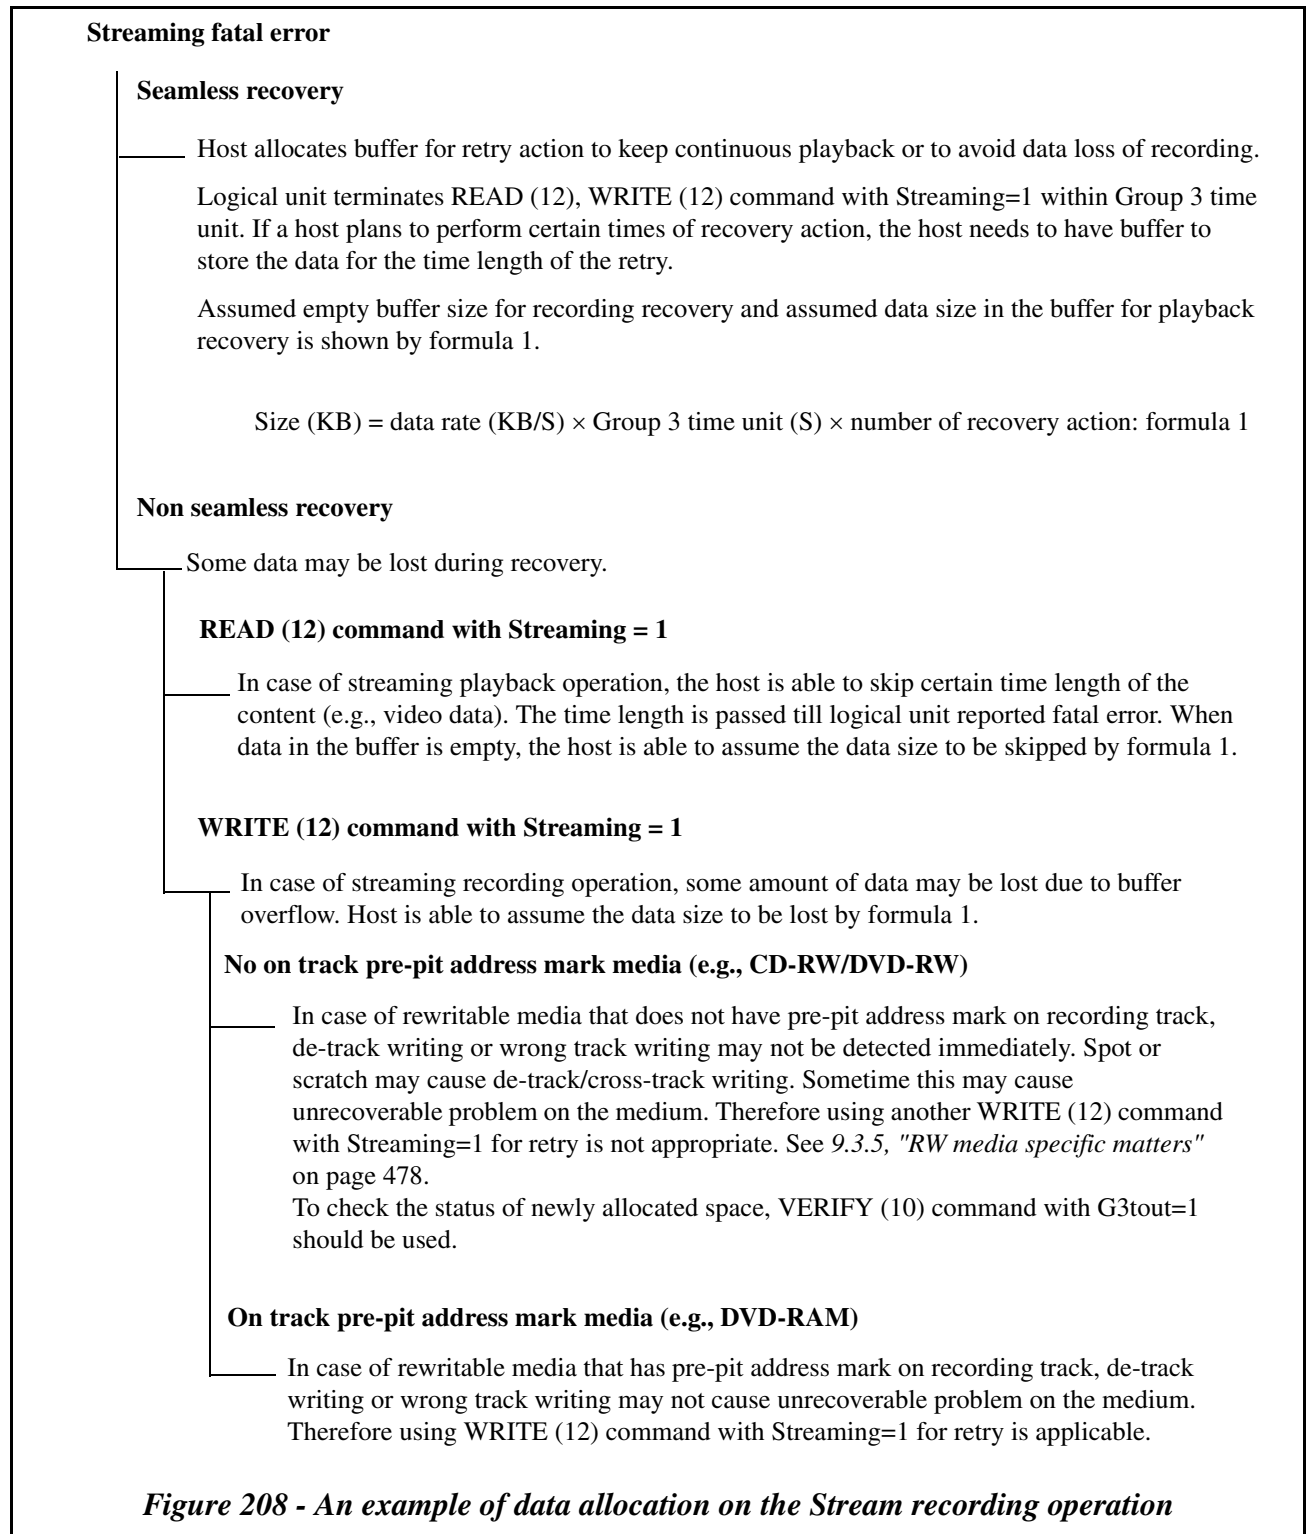 Streaming fatal error
Seamless recovery
Host allocates buffer for retry action to keep continuous playback or to avoid data loss of recording.
Logical unit terminates READ (12), WRITE (12) command with Streaming=1 within Group 3 time
unit. If a host plans to perform certain times of recovery action, the host needs to have buffer to
store the data for the time length of the retry.
Assumed empty buffer size for recording recovery and assumed data size in the buffer for playback
recovery is shown by formula 1.
Size (KB) = data rate (KB/S) × Group 3 time unit (S) × number of recovery action: formula 1
Non seamless recovery
Some data may be lost during recovery.
READ (12) command with Streaming = 1
In case of streaming playback operation, the host is able to skip certain time length of the
content (e.g., video data). The time length is passed till logical unit reported fatal error. When
data in the buffer is empty, the host is able to assume the data size to be skipped by formula 1.
WRITE (12) command with Streaming = 1
In case of streaming recording operation, some amount of data may be lost due to buffer
overflow. Host is able to assume the data size to be lost by formula 1.
No on track pre-pit address mark media (e.g., CD-RW/DVD-RW)
In case of rewritable media that does not have pre-pit address mark on recording track,
de-track writing or wrong track writing may not be detected immediately. Spot or
scratch may cause de-track/cross-track writing. Sometime this may cause
unrecoverable problem on the medium. Therefore using another WRITE (12) command
with Streaming=1 for retry is not appropriate. See 9.3.5, "RW media specific matters"
on page 478.
To check the status of newly allocated space, VERIFY (10) command with G3tout=1
should be used.
On track pre-pit address mark media (e.g., DVD-RAM)
In case of rewritable media that has pre-pit address mark on recording track, de-track
writing or wrong track writing may not cause unrecoverable problem on the medium.
Therefore using WRITE (12) command with Streaming=1 for retry is applicable.
Figure 208 - An example of data allocation on the Stream recording operation